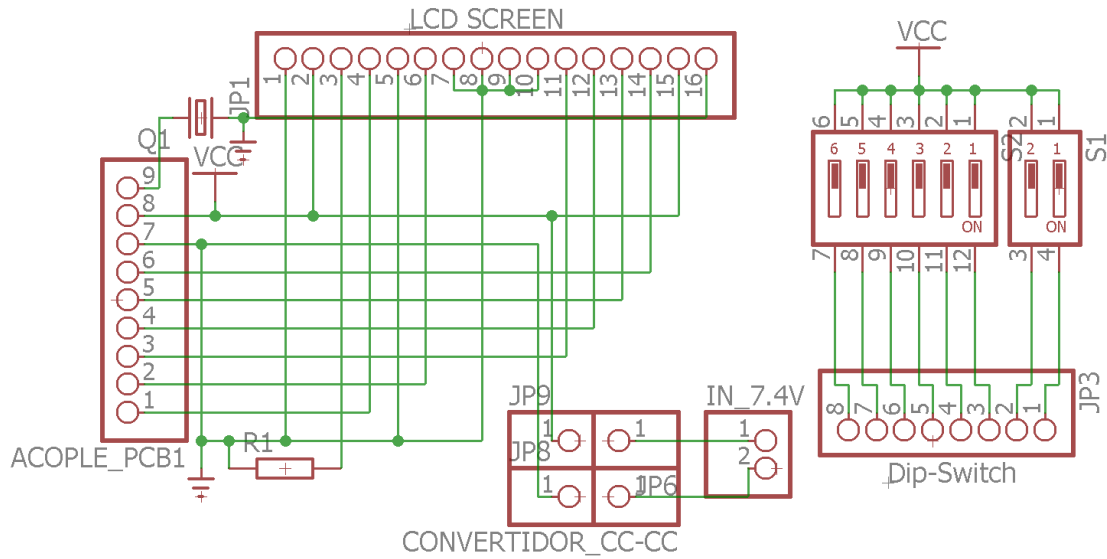 LCD SCREEN
VCC
1 2 3 4 5 6 7 8 9 10 11 12 13 14 15 16
JP1
6 5 4 3 2 1
2 1
Q1
VCC
6 5 4 3 2 1
S2
2 1
S1
ON
ON
9
8
7
6
5
4
3
2
1
7 8 9 10 11 12
3 4
ACOPLE_PCB1
R1
JP9
IN_7.4V
JP3
8 7 6 5 4 3 2 1
1 1 1
JP8
2
1 1
JP6
Dip-Switch
CONVERTIDOR_CC-CC